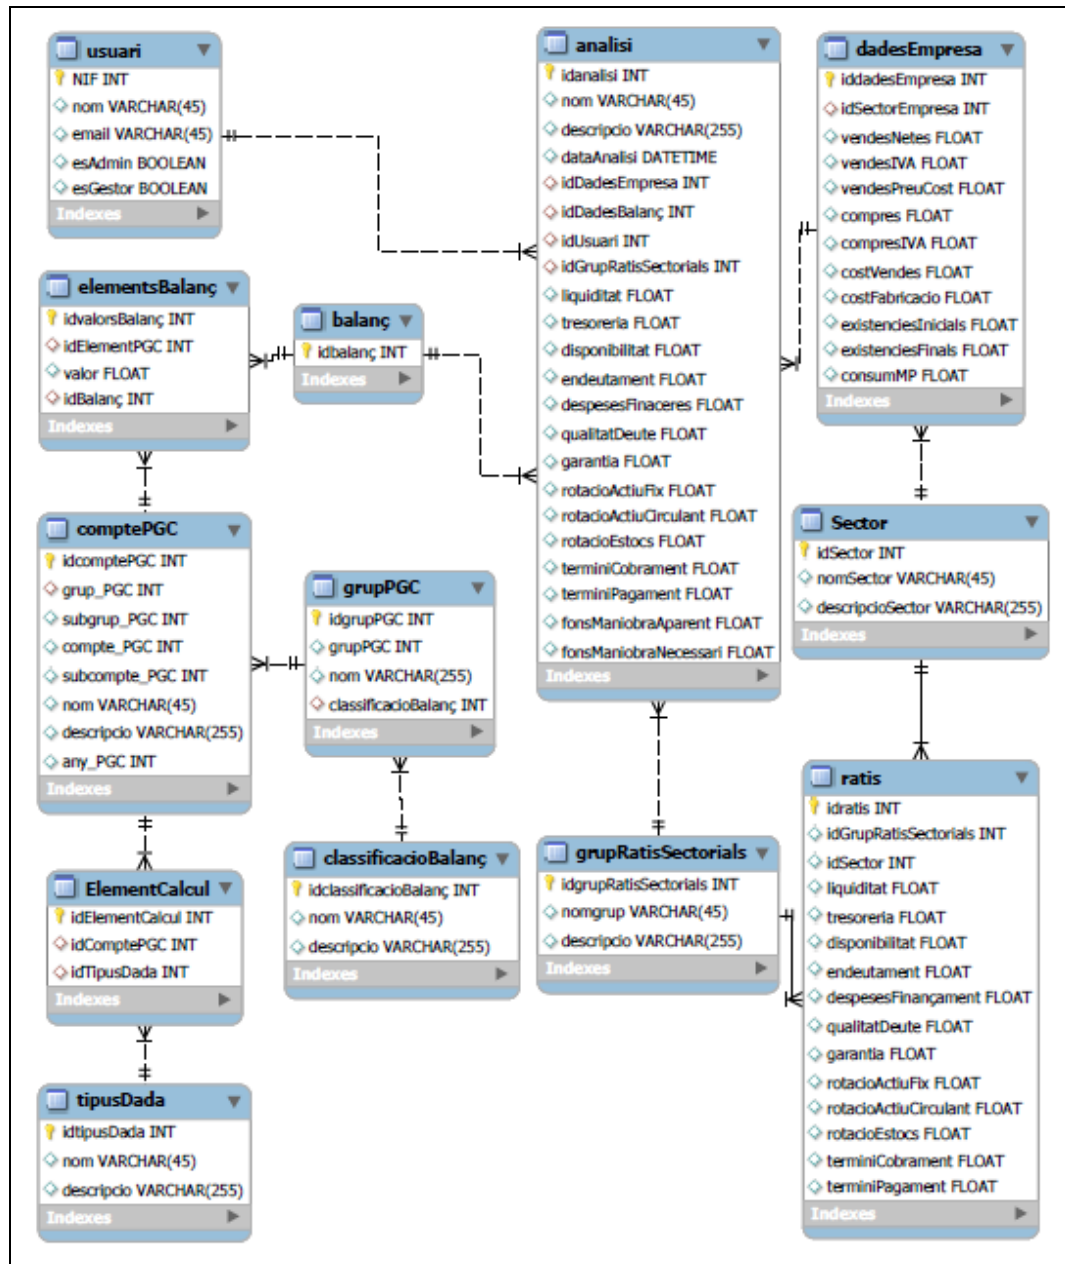 usuari
NIF INT
nom VARCHAR(45)
email VARCHAR(45)
esAdmin BOOLEAN
esGestor BOOLEAN
Indexes
analisi
idanalisi INT
nom VARCHAR(45)
descripcio VARCHAR(255)
dataAnalisi DATETIME
idDadesEmpresa INT
idDadesBalanç INT
idUsuari INT
idGrupRatisSectorials INT
liquiditat FLOAT
tresoreria FLOAT
disponibilitat FLOAT
endeutament FLOAT
despesesFinaceres FLOAT
qualitatDeute FLOAT
garantia FLOAT
rotacioActiuFix FLOAT
rotacioActiuCirculant FLOAT
rotacioEstocs FLOAT
terminiCobrament FLOAT
terminiPagament FLOAT
fonsManiobraAparent FLOAT
fonsManiobraNecessari FLOAT
Indexes
dadesEmpresa
iddadesEmpresa INT
idSectorEmpresa INT
vendesNetes FLOAT
vendesIVA FLOAT
vendesPreuCost FLOAT
compres FLOAT
compresIVA FLOAT
costVendes FLOAT
costFabricacio FLOAT
existenciesInicials FLOAT
existenciesFinals FLOAT
consumMP FLOAT
Indexes
elementsBalanç
idvalorsBalanç INT
idElementPGC INT
valor FLOAT
idBalanç INT
Indexes
balanç
idbalanç INT
Indexes
comptePGC
idcomptePGC INT
grup_PGC INT
subgrup_PGC INT
compte_PGC INT
subcompte_PGC INT
nom VARCHAR(45)
descripcio VARCHAR(255)
any_PGC INT
Indexes
grupPGC
idgrupPGC INT
grupPGC INT
nom VARCHAR(255)
classificacioBalanç INT
Indexes
Sector
idSector INT
nomSector VARCHAR(45)
descripcioSector VARCHAR(255)
Indexes
ElementCalcul
idElementCalcul INT
idComptePGC INT
idTipusDada INT
Indexes
classificacioBalanç
idclassificacioBalanç INT
nom VARCHAR(45)
descripcio VARCHAR(255)
Indexes
grupRatisSectorials
idgrupRatisSectorials INT
nomgrup VARCHAR(45)
descripcio VARCHAR(255)
Indexes
ratis
idratis INT
idGrupRatisSectorials INT
idSector INT
liquiditat FLOAT
tresoreria FLOAT
disponibilitat FLOAT
endeutament FLOAT
despesesFinançament FLOAT
qualitatDeute FLOAT
garantia FLOAT
rotacioActiuFix FLOAT
rotacioActiuCirculant FLOAT
rotacioEstocs FLOAT
terminiCobrament FLOAT
terminiPagament FLOAT
Indexes
tipusDada
idtipusDada INT
nom VARCHAR(45)
descripcio VARCHAR(255)
Indexes